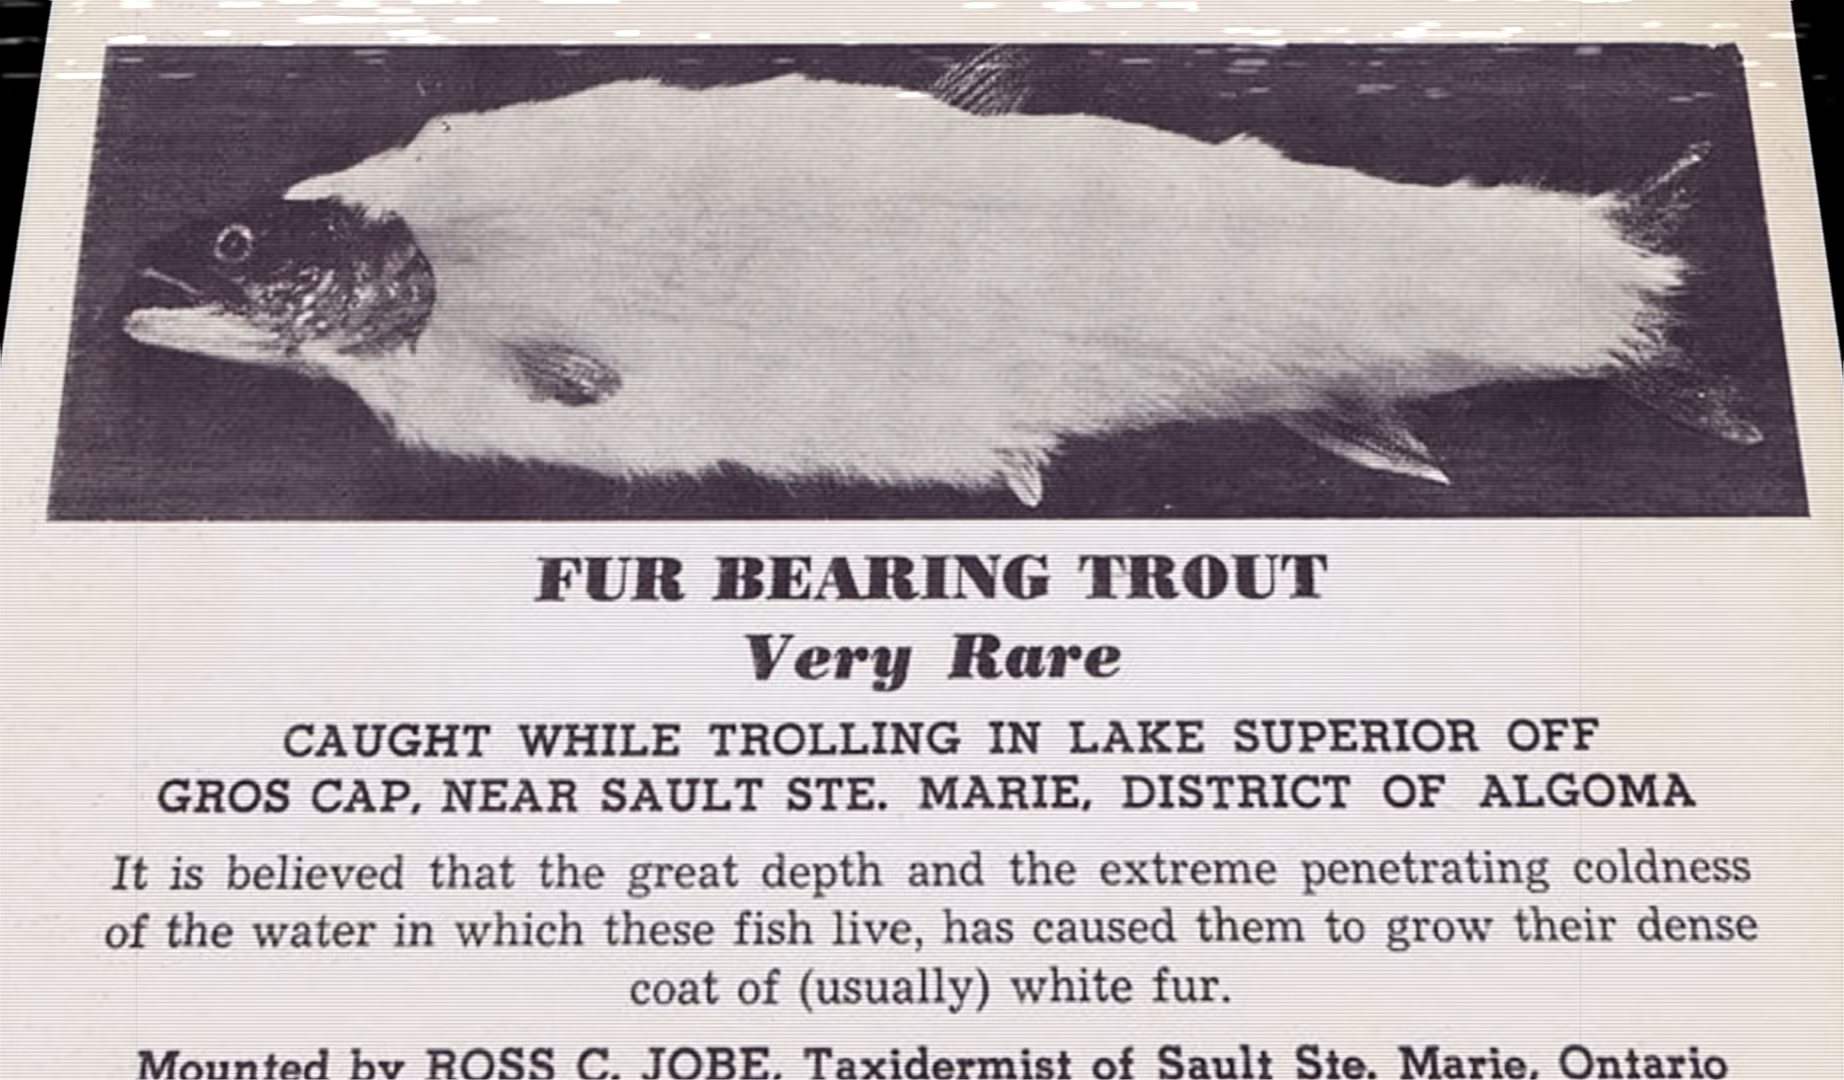 FUR BEARING TROUT
Very Rare
CAUGHT WHILE TROLLING IN LAKE SUPERIOR OFF
GROS CAP, NEAR SAULT STE. MARIE, DISTRICT OF ALGOMA
It is believed that the great depth and the extreme penetrating coldness
of the water in which these fish live, has caused them to grow their dense
coat of (usually) white fur.
Mounted by ROSS C. JOBE, Taxidermist of Sault Ste. Marie, Ontario